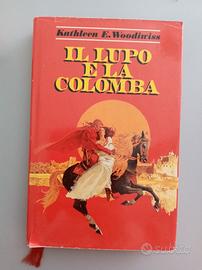 Kathleen E. Woodiwiss
IL LUPO
E LA
COLOMBA
subito